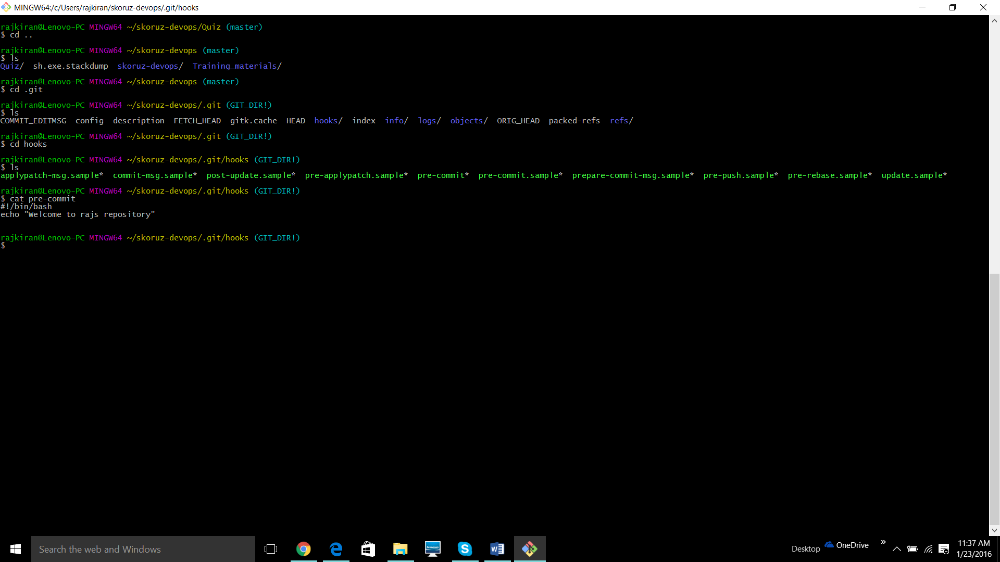 MINGW64:/c/Users/rajkiran/skoruz-devops/.git/hooks
rajkiran@Lenovo-PC MINGW64 ~/skoruz-devops/Quiz (master)
$ cd ..
rajkiran@Lenovo-PC MINGW64 ~/skoruz-devops (master)
$ ls
Quiz/  sh.exe.stackdump  skoruz-devops/  Training_materials/
rajkiran@Lenovo-PC MINGW64 ~/skoruz-devops (master)
$ cd .git
rajkiran@Lenovo-PC MINGW64 ~/skoruz-devops/.git (GIT_DIR!)
$ ls
COMMIT_EDITMSG  config  description  FETCH_HEAD  gitk.cache  HEAD  hooks/  index  info/  logs/  objects/  ORIG_HEAD  packed-refs  refs/
rajkiran@Lenovo-PC MINGW64 ~/skoruz-devops/.git (GIT_DIR!)
$ cd hooks
rajkiran@Lenovo-PC MINGW64 ~/skoruz-devops/.git/hooks (GIT_DIR!)
$ ls
applypatch-msg.sample*  commit-msg.sample*  post-update.sample*  pre-applypatch.sample*  pre-commit*  pre-commit.sample*  prepare-commit-msg.sample*  pre-push.sample*  pre-rebase.sample*  update.sample*
rajkiran@Lenovo-PC MINGW64 ~/skoruz-devops/.git/hooks (GIT_DIR!)
$ cat pre-commit
#!/bin/bash
echo "Welcome to rajs repository"
rajkiran@Lenovo-PC MINGW64 ~/skoruz-devops/.git/hooks (GIT_DIR!)
$
Search the web and Windows
Desktop
OneDrive
11:37 AM
1/23/2016